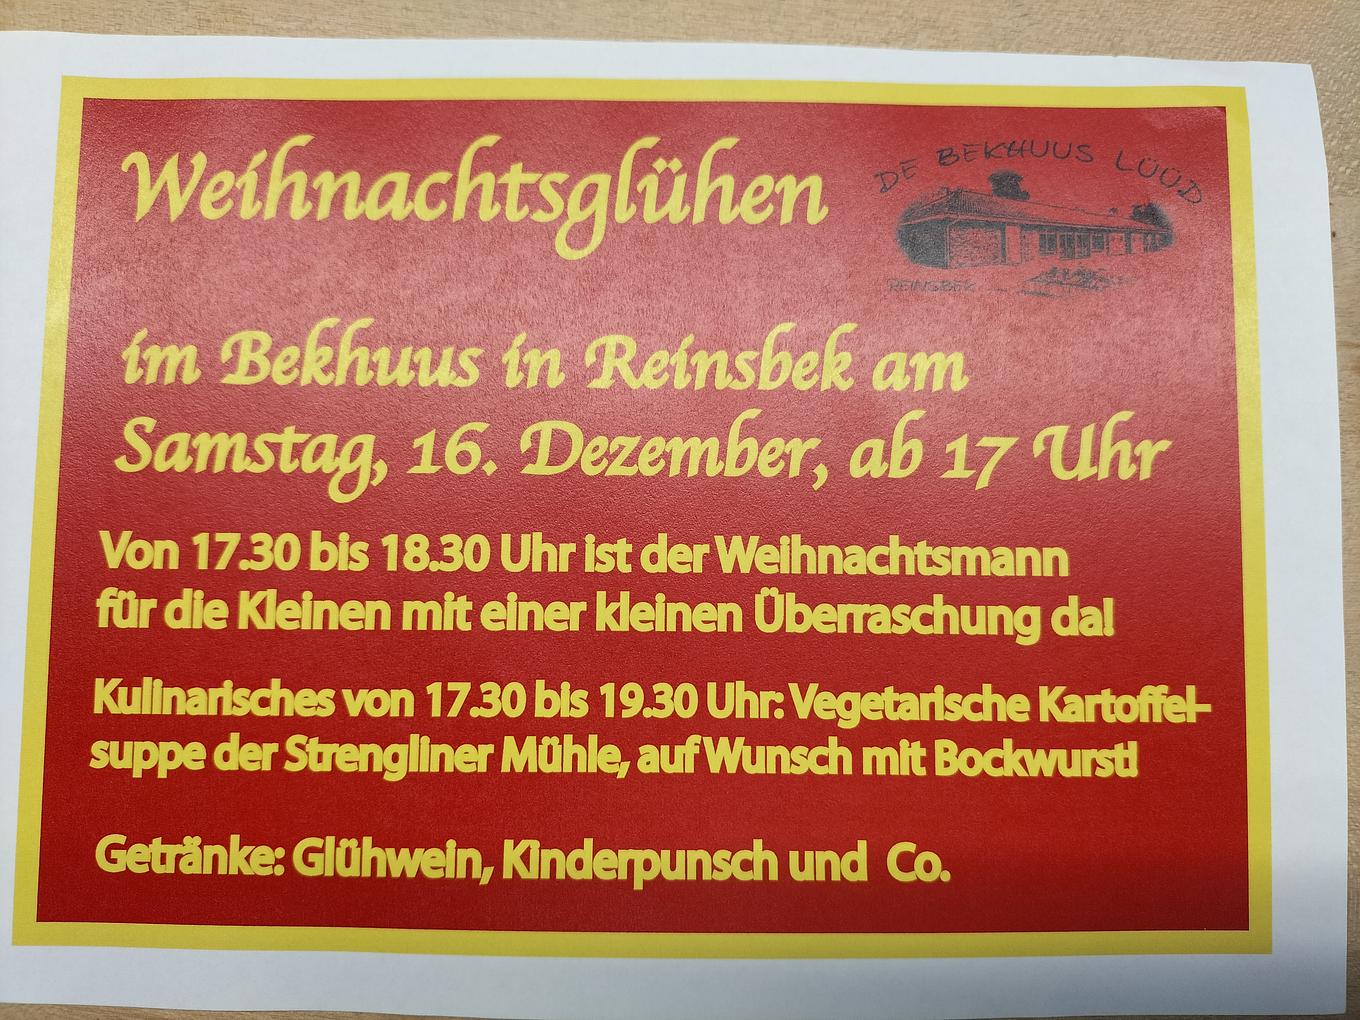 Weihnachtsglühen
DE BEKHUUS LÜÜD
REINSBEK
im Bekhuus in Reinsbek am
Samstag, 16. Dezember, ab 17 Uhr
Von 17.30 bis 18.30 Uhr ist der Weihnachtsmann
für die Kleinen mit einer kleinen Überraschung da!
Kulinarisches von 17.30 bis 19.30 Uhr: Vegetarische Kartoffel-
suppe der Strengliner Mühle, auf Wunsch mit Bockwurst!
Getränke: Glühwein, Kinderpunsch und Co.